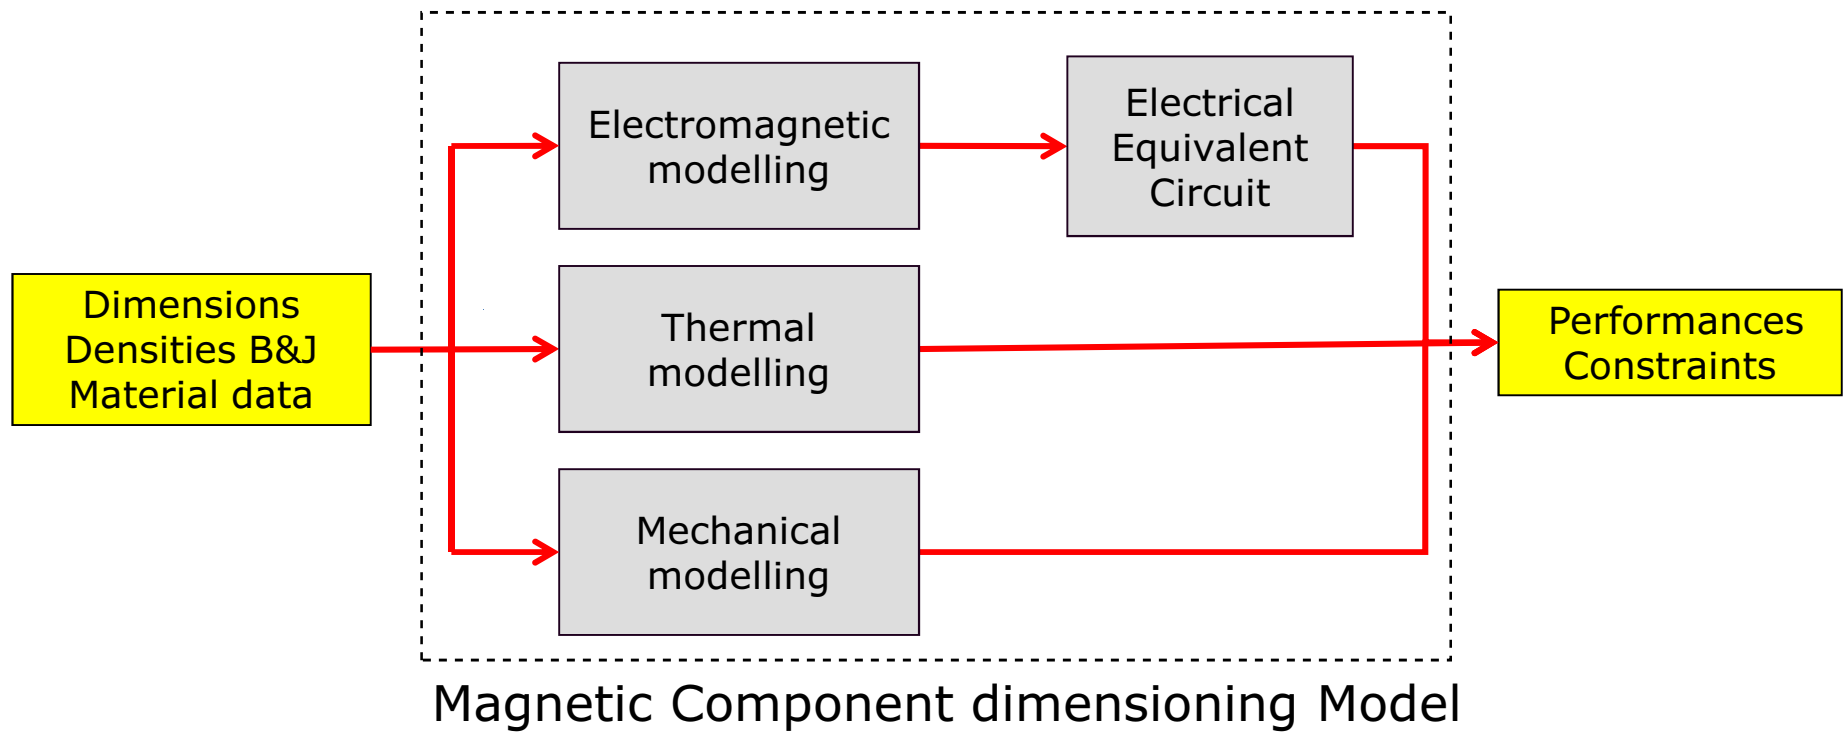 Dimensions
Densities B&J
Material data
Electromagnetic
modelling
Electrical
Equivalent
Circuit
Thermal
modelling
Mechanical
modelling
Performances
Constraints
Magnetic Component dimensioning Model